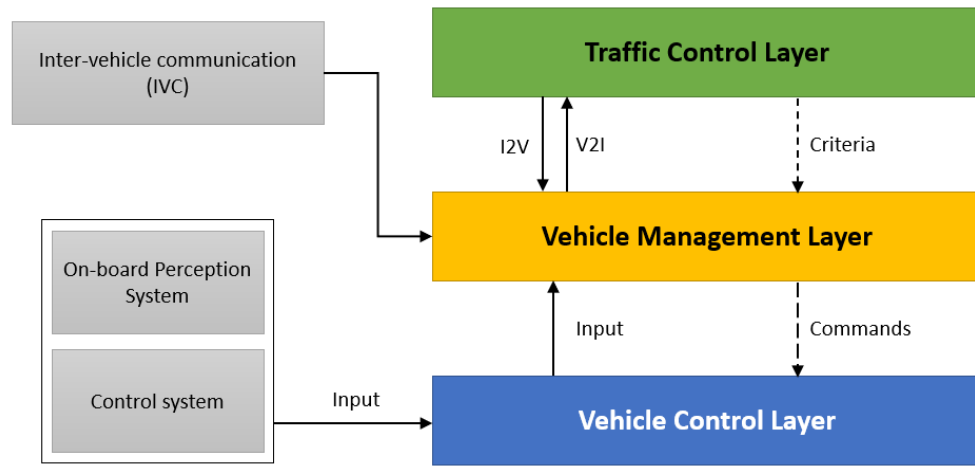 Inter-vehicle communication
(IVC)
Traffic Control Layer
I2V
V2I
Criteria
Vehicle Management Layer
On-board Perception
System
Input
Commands
Control system
Input
Vehicle Control Layer